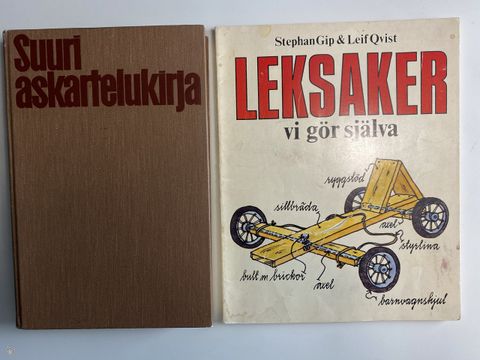 Suuri
askartelukirja
Stephan Gip & Leif Qvist
LEKSAKER
vi gör själva
ryggstöd
sittbräda
axel
styrlina
bult m brickor
axel
barnvagnshjul